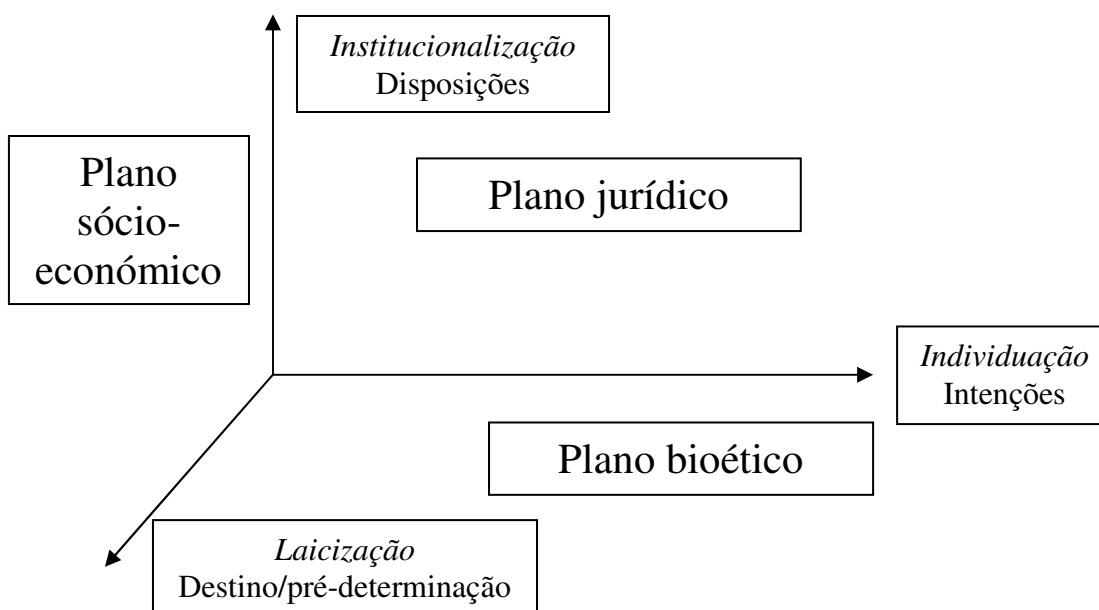 Institucionalização
Disposições
Plano
sócio-
económico
Plano jurídico
Individuação
Intenções
Plano bioético
Laicização
Destino/pré-determinação